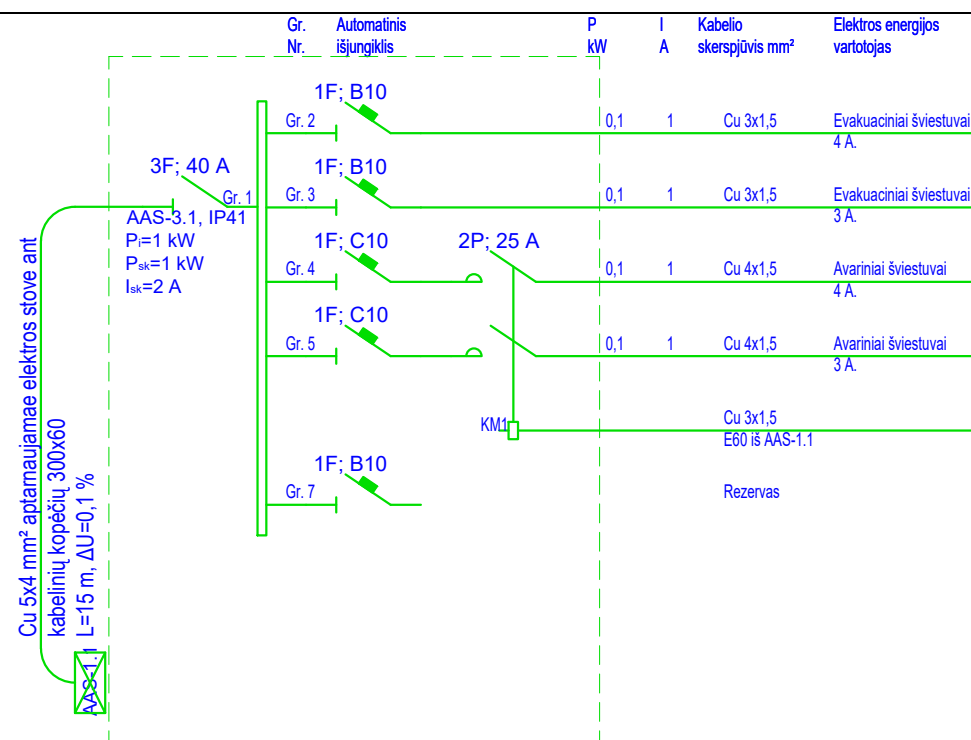 Gr. Automatinis P I Kabelio Elektros energijos
Nr. išjungiklis kW A skerspjūvis mm² vartotojas
1F; B10
Gr. 2 0,1 1 Cu 3x1,5 Evakuaciniai šviestuvai
4 A.
3F; 40 A
1F; B10
Gr. 1
Gr. 3 0,1 1 Cu 3x1,5 Evakuaciniai šviestuvai
3 A.
AAS-3.1, IP41
Pi=1 kW
Psk=1 kW
Isk=2 A
1F; C10 2P; 25 A
Gr. 4 0,1 1 Cu 4x1,5 Avariniai šviestuvai
4 A.
1F; C10
Gr. 5 0,1 1 Cu 4x1,5 Avariniai šviestuvai
3 A.
KM1 Cu 3x1,5
E60 iš AAS-1.1
1F; B10
Gr. 7 Rezervas
Cu 5x4 mm² aptarnaujamae elektros stove ant
kabelinių kopėčių 300x60
L=15 m, ΔU=0,1 %
AAS-1.1